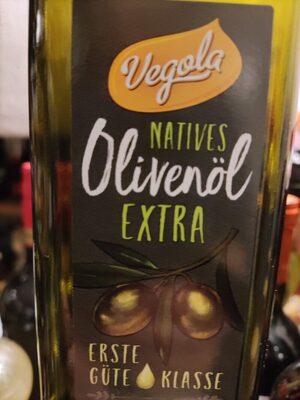 Vegola
NATIVES
Olivenöl
EXTRA
ERSTE
GÜTE KLASSE